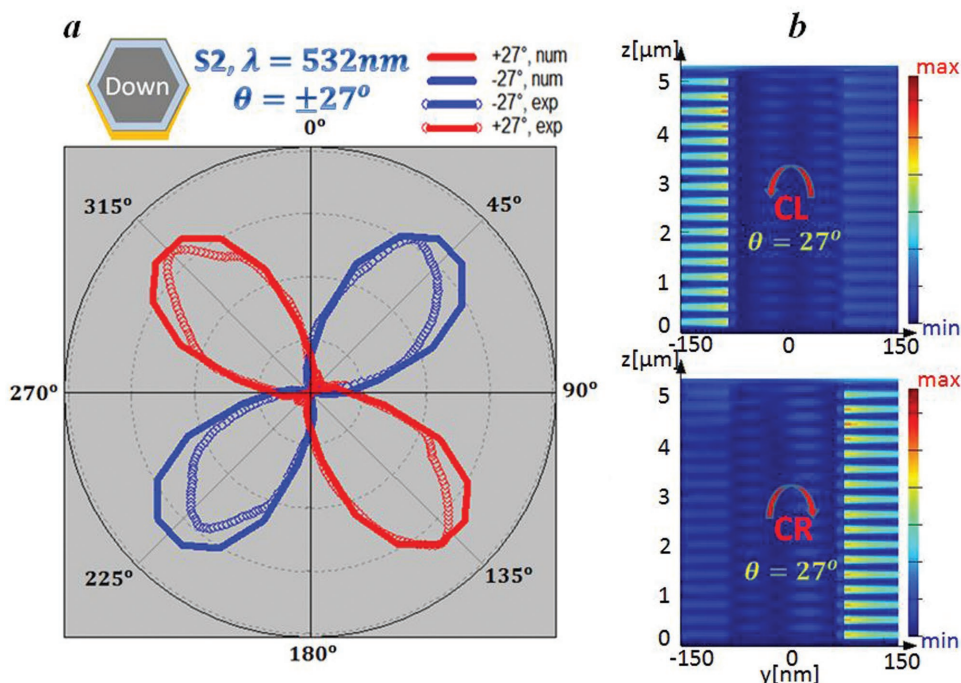 a
Down
S2, λ = 532nm
θ = ±27°
+27°, num
-27°, num
-27°, exp
+27°, exp
0°
45°
90°
135°
180°
225°
270°
315°
b
z[μm]
5
4
3
2
1
0
-150
0
150
CL
θ = 27°
max
min
z[μm]
5
4
3
2
1
0
-150
0
150
y[nm]
CR
θ = 27°
max
min